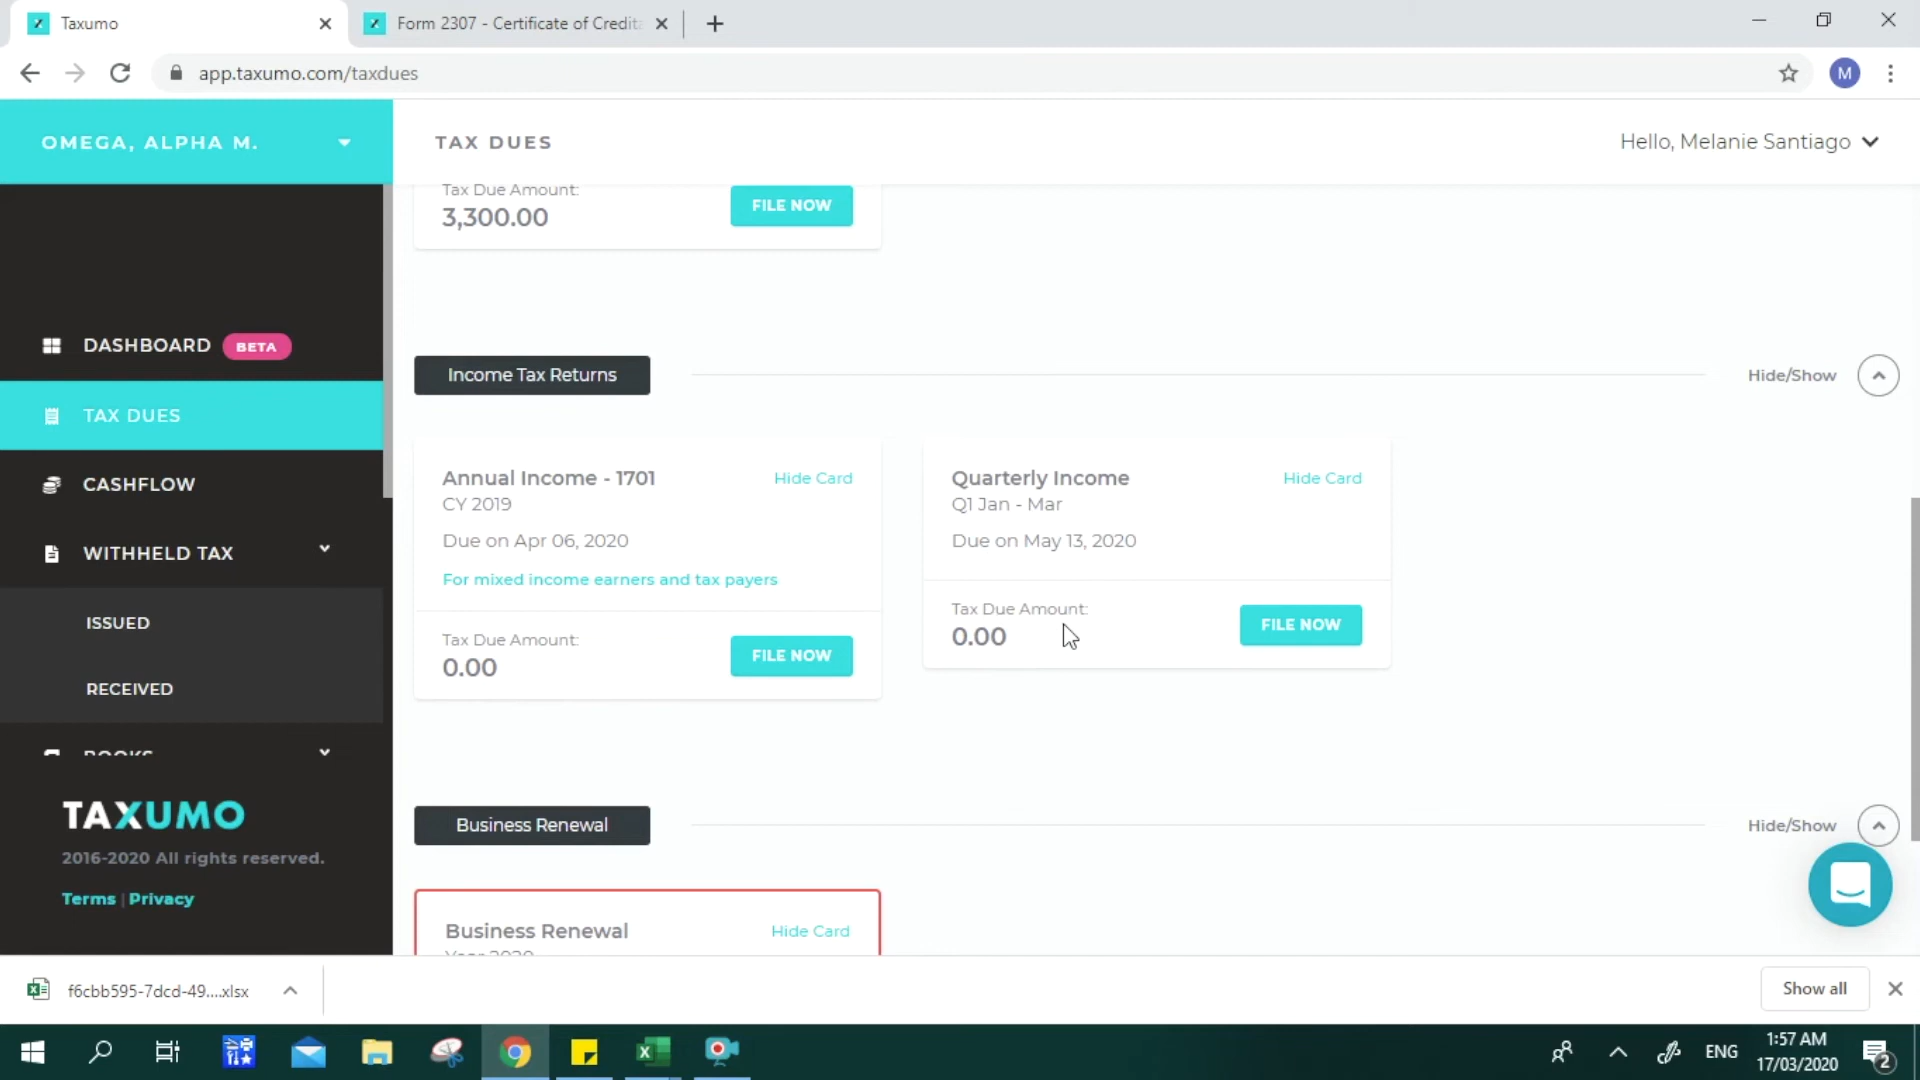 Taxumo
Form 2307 - Certificate of Credit
app.taxumo.com/taxdues
M
OMEGA, ALPHA M.
TAX DUES
Hello, Melanie Santiago
Tax Due Amount:
3,300.00
FILE NOW
DASHBOARD BETA
TAX DUES
CASHFLOW
WITHHELD TAX
ISSUED
RECEIVED
BOOKS
TAXUMO
2016-2020 All rights reserved.
Terms | Privacy
Income Tax Returns
Hide/Show
Annual Income - 1701
Hide Card
CY 2019
Due on Apr 06, 2020
For mixed income earners and tax payers
Tax Due Amount:
0.00
FILE NOW
Quarterly Income
Hide Card
Q1 Jan - Mar
Due on May 13, 2020
Tax Due Amount:
0.00
FILE NOW
Business Renewal
Hide/Show
Business Renewal
Hide Card
Year 2020
f6cbb595-7dcd-49....xlsx
Show all
ENG
1:57 AM
17/03/2020
2